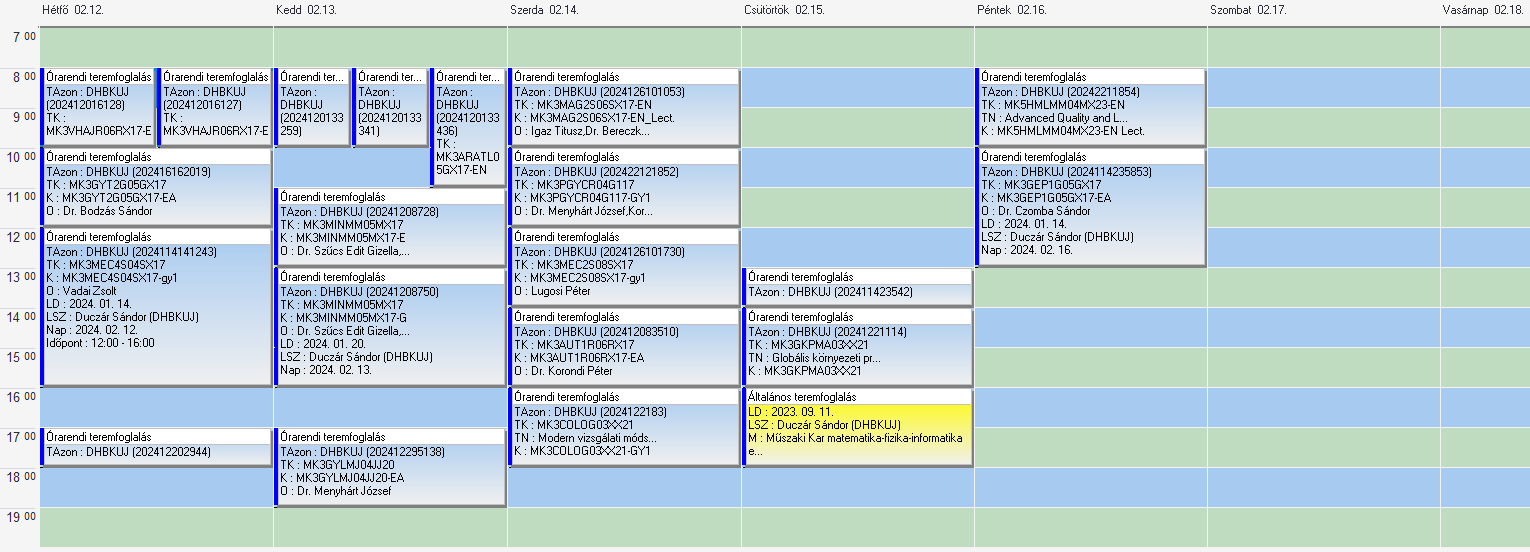 Hétfő 02.12.
Kedd 02.13.
Szerda 02.14.
Csütörtök 02.15.
Péntek 02.16.
Szombat 02.17.
Vasárnap 02.18.
7 00
8 00
9 00
10 00
11 00
12 00
13 00
14 00
15 00
16 00
17 00
18 00
19 00
Órarendi teremfoglalás
TAzon : DHBKUJ
(202412016128)
TK :
MK3VHAJR06RX17-E
Órarendi teremfoglalás
TAzon : DHBKUJ
(202412016127)
TK :
MK3VHAJR06RX17-E
Órarendi teremfoglalás
TAzon : DHBKUJ (202416162019)
TK : MK3GYT2G05GX17
K : MK3GYT2G05GX17-EA
O : Dr. Bodzás Sándor
Órarendi teremfoglalás
TAzon : DHBKUJ (2024114141243)
TK : MK3MEC4S04SX17
K : MK3MEC4S04SX17-gy1
O : Vadai Zsolt
LD : 2024. 01. 14.
LSZ : Duczár Sándor (DHBKUJ)
Nap : 2024. 02. 12.
Időpont : 12:00 - 16:00
Órarendi teremfoglalás
TAzon : DHBKUJ (202412202944)
Órarendi ter...
TAzon :
DHBKUJ
(2024120133
259)
Órarendi ter...
TAzon :
DHBKUJ
(2024120133
341)
Órarendi ter...
TAzon :
DHBKUJ
(2024120133
436)
TK :
MK3ARATL0
5GX17-EN
Órarendi teremfoglalás
TAzon : DHBKUJ (20241208728)
TK : MK3MINMM05MX17
K : MK3MINMM05MX17-E
O : Dr. Szűcs Edit Gizella,...
Órarendi teremfoglalás
TAzon : DHBKUJ (20241208750)
TK : MK3MINMM05MX17
K : MK3MINMM05MX17-G
O : Dr. Szűcs Edit Gizella,...
LD : 2024. 01. 20.
LSZ : Duczár Sándor (DHBKUJ)
Nap : 2024. 02. 13.
Órarendi teremfoglalás
TAzon : DHBKUJ (202412295138)
TK : MK3GYLMJ04JJ20
K : MK3GYLMJ04JJ20-EA
O : Dr. Menyhárt József
Órarendi teremfoglalás
TAzon : DHBKUJ (2024126101053)
TK : MK3MAG2S06SX17-EN
K : MK3MAG2S06SX17-EN_Lect.
O : Igaz Titusz,Dr. Bereczk...
Órarendi teremfoglalás
TAzon : DHBKUJ (202422121852)
TK : MK3PGYCR04G117
K : MK3PGYCR04G117-GY1
O : Dr. Menyhárt József,Kor...
Órarendi teremfoglalás
TAzon : DHBKUJ (2024126101730)
TK : MK3MEC2S08SX17
K : MK3MEC2S08SX17-gy1
O : Lugosi Péter
Órarendi teremfoglalás
TAzon : DHBKUJ (202412083510)
TK : MK3AUT1R06RX17
K : MK3AUT1R06RX17-EA
O : Dr. Korondi Péter
Órarendi teremfoglalás
TAzon : DHBKUJ (2024122183)
TK : MK3COLOG03XX21
TN : Modern vizsgálati móds...
K : MK3COLOG03XX21-GY1
Órarendi teremfoglalás
TAzon : DHBKUJ (202411423542)
Órarendi teremfoglalás
TAzon : DHBKUJ (20241221114)
TK : MK3GKPMA03XX21
TN : Globális környezeti pr...
K : MK3GKPMA03XX21
Általános teremfoglalás
LD : 2023. 09. 11.
LSZ : Duczár Sándor (DHBKUJ)
M : Műszaki Kar matematika-fizika-informatika
e...
Órarendi teremfoglalás
TAzon : DHBKUJ (20242211854)
TK : MK5HMLMM04MX23-EN
TN : Advanced Quality and L...
K : MK5HMLMM04MX23-EN Lect.
Órarendi teremfoglalás
TAzon : DHBKUJ (2024114235853)
TK : MK3GEP1G05GX17
K : MK3GEP1G05GX17-EA
O : Dr. Czomba Sándor
LD : 2024. 01. 14.
LSZ : Duczár Sándor (DHBKUJ)
Nap : 2024. 02. 16.